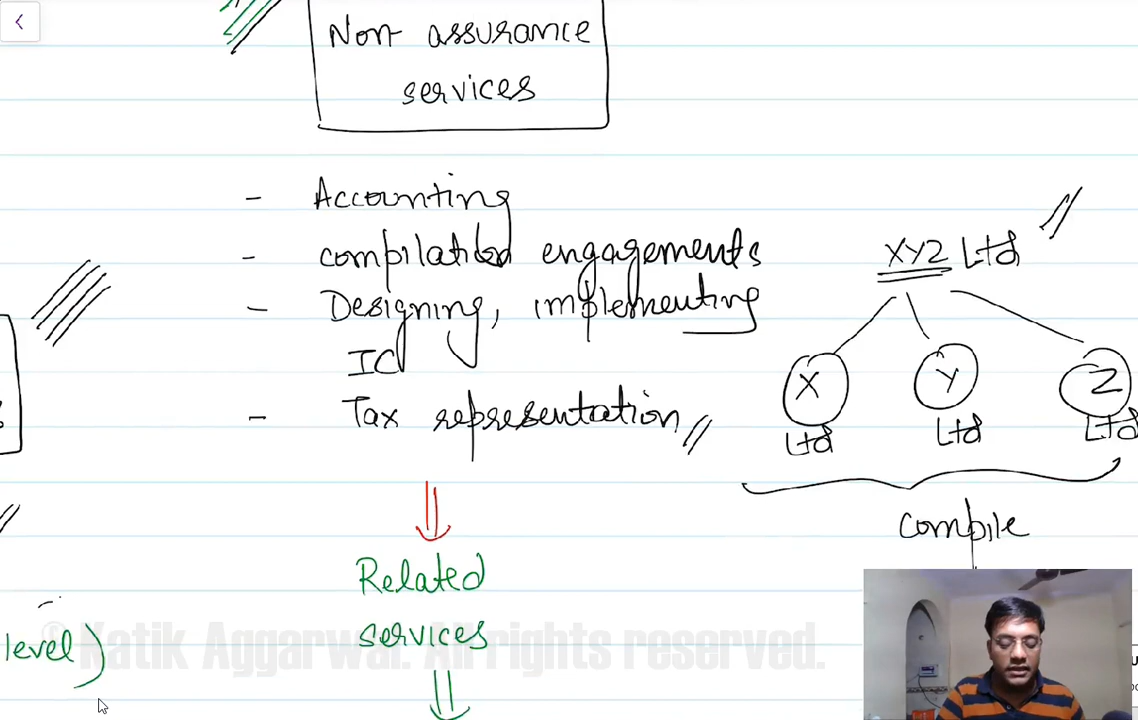 Non assurance
services
- Accounting
- compilation engagements
- Designing, implementing
IC
- Tax representation
XYZ Ltd
X Y Z
Ltd Ltd Ltd
compile
Related
services
level)
© Katik Aggarwal. All rights reserved.